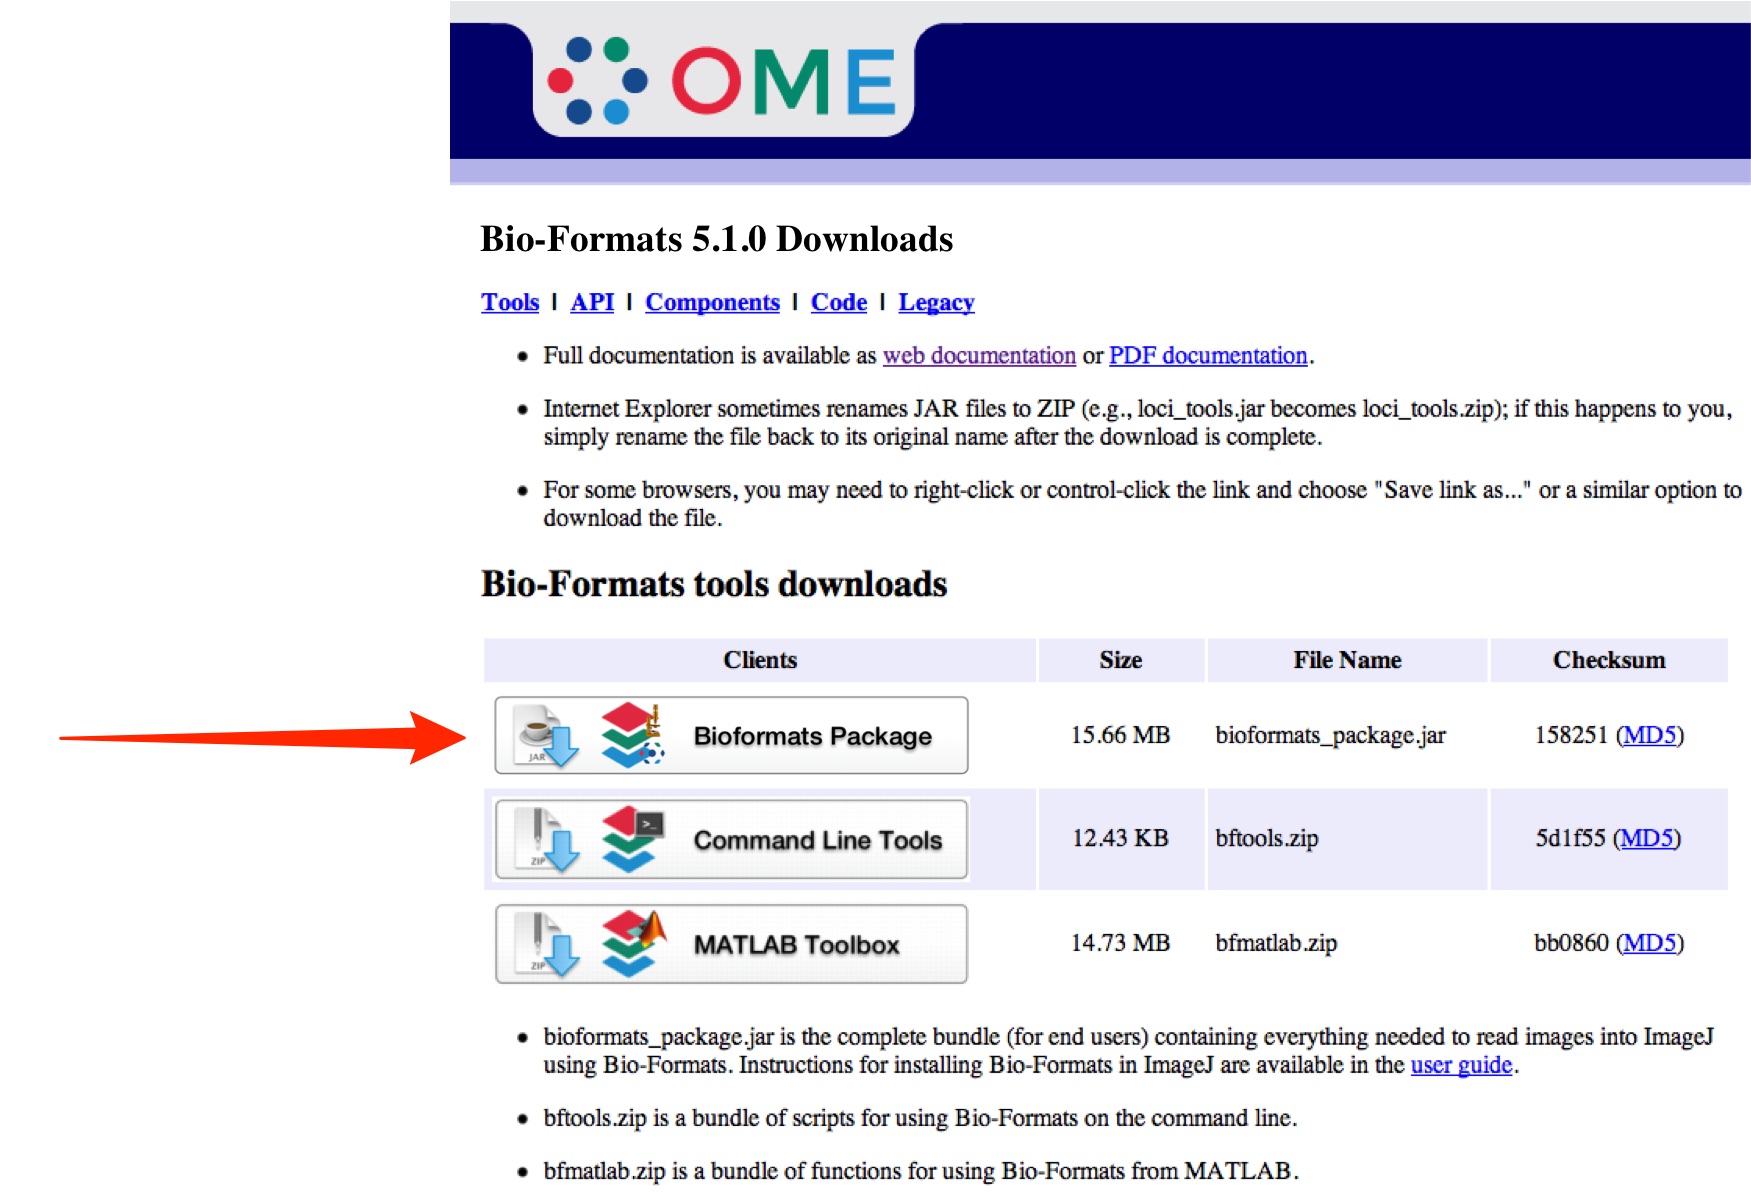 OME
Bio-Formats 5.1.0 Downloads
Tools | API | Components | Code | Legacy
• Full documentation is available as web documentation or PDF documentation.
• Internet Explorer sometimes renames JAR files to ZIP (e.g., loci_tools.jar becomes loci_tools.zip); if this happens to you,
simply rename the file back to its original name after the download is complete.
• For some browsers, you may need to right-click or control-click the link and choose "Save link as..." or a similar option to
download the file.
Bio-Formats tools downloads
Clients Size File Name Checksum
JAR Bioformats Package 15.66 MB bioformats_package.jar 158251 (MD5)
ZIP >_ Command Line Tools 12.43 KB bftools.zip 5d1f55 (MD5)
ZIP MATLAB Toolbox 14.73 MB bfmatlab.zip bb0860 (MD5)
• bioformats_package.jar is the complete bundle (for end users) containing everything needed to read images into ImageJ
using Bio-Formats. Instructions for installing Bio-Formats in ImageJ are available in the user guide.
• bftools.zip is a bundle of scripts for using Bio-Formats on the command line.
• bfmatlab.zip is a bundle of functions for using Bio-Formats from MATLAB.